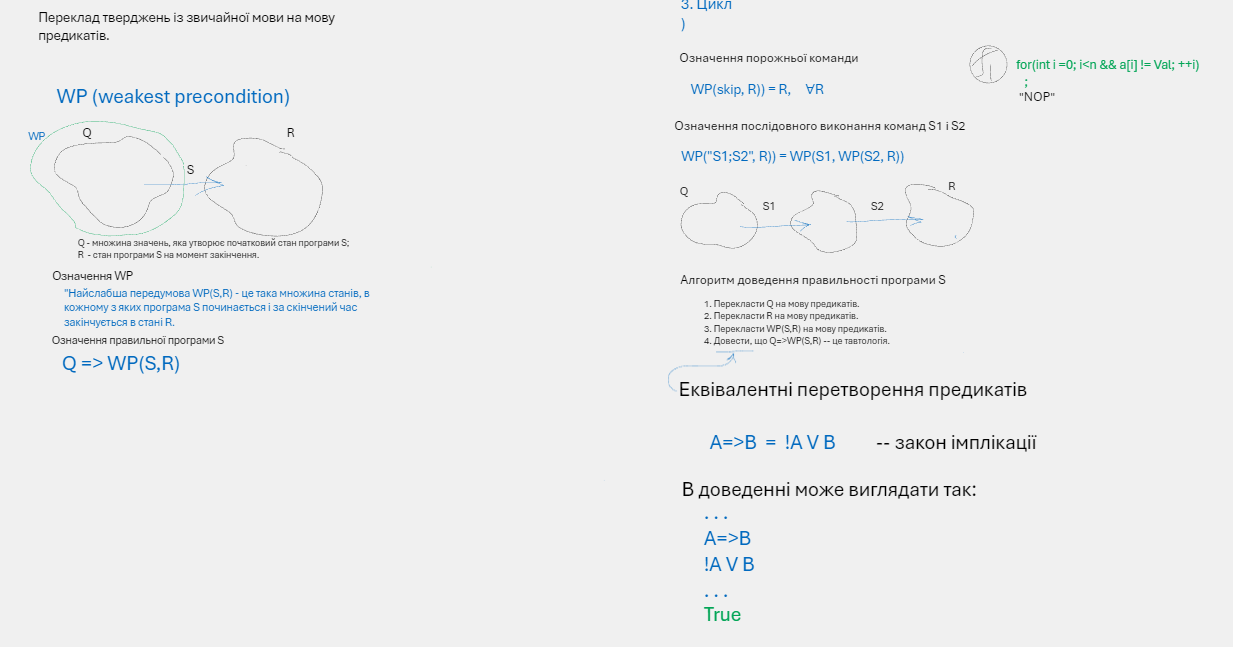 Переклад тверджень із звичайної мови на мову
предикатів.
WP (weakest precondition)
WP
Q
R
S
Q - множина значень, яка утворює початковий стан програми S;
R - стан програми S на момент закінчення.
Означення WP
"Найслабша передумова WP(S,R) - це така множина станів, в
кожному з яких програма S починається і за скінчений час
закінчується в стані R.
Означення правильної програми S
Q => WP(S,R)
3. Цикл
)
Означення порожньої команди
WP(skip, R)) = R, ∀R
for(int i =0; i<n && a[i] != Val; ++i)
;
"NOP"
Означення послідовного виконання команд S1 і S2
WP("S1;S2", R)) = WP(S1, WP(S2, R))
Q
S1
S2
R
Алгоритм доведення правильності програми S
1. Перекласти Q на мову предикатів.
2. Перекласти R на мову предикатів.
3. Перекласти WP(S,R) на мову предикатів.
4. Довести, що Q=>WP(S,R) -- це тавтологія.
Еквівалентні перетворення предикатів
A=>B = !A V B -- закон імплікації
В доведенні може виглядати так:
. . .
A=>B
!A V B
. . .
True